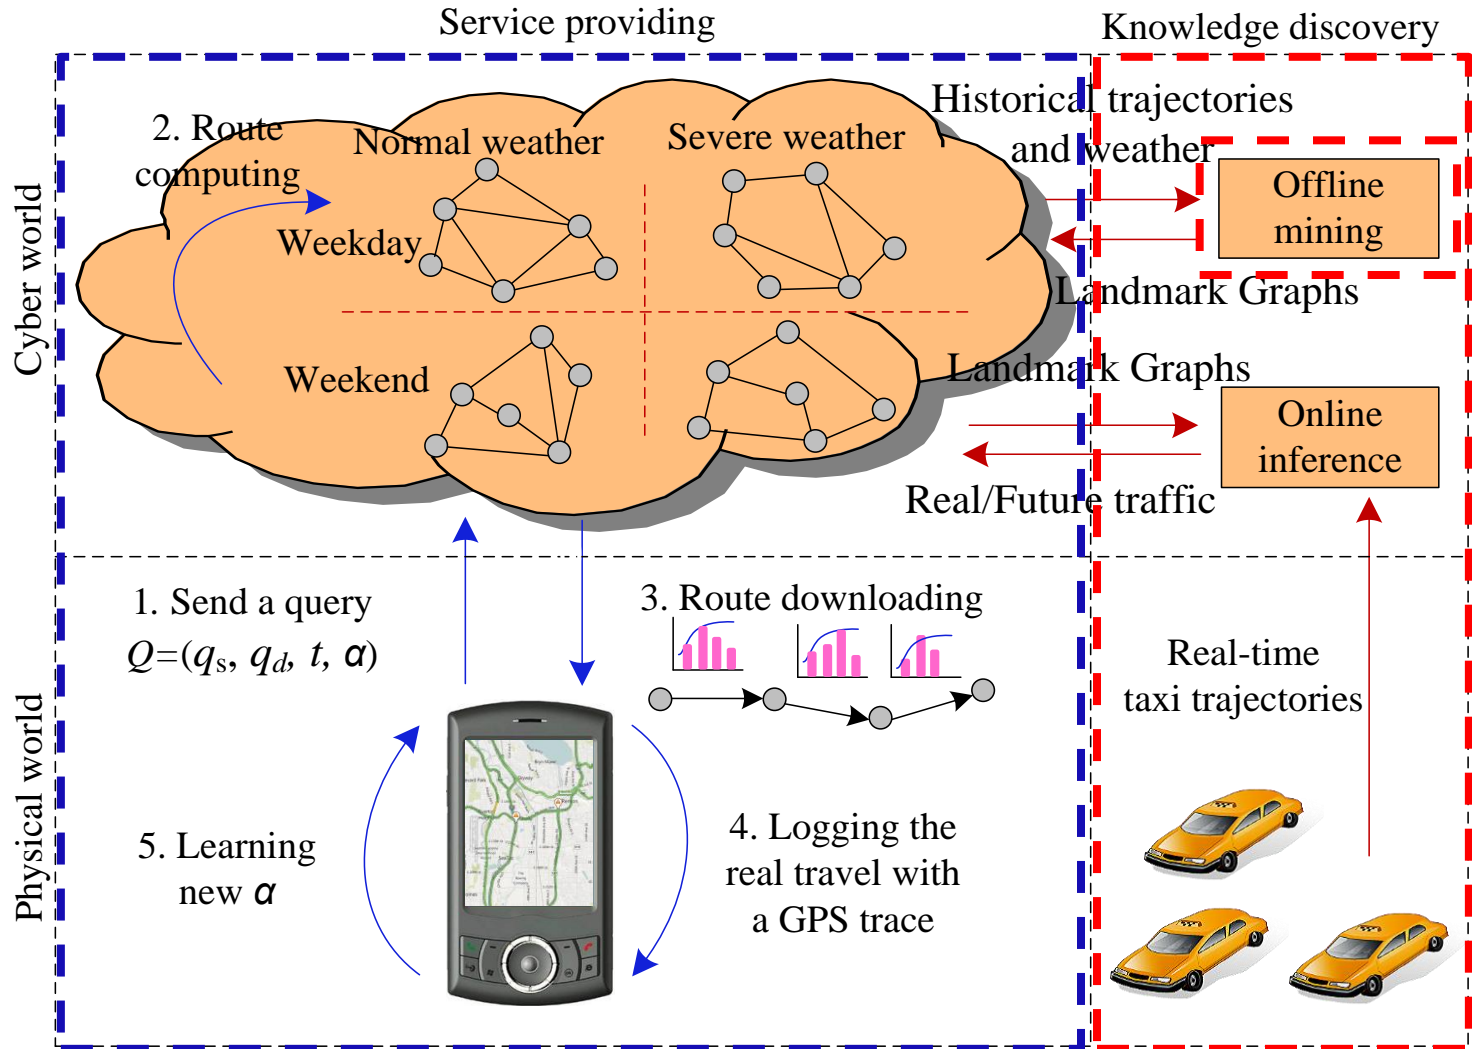 Service providing
Knowledge discovery
Cyber world
Physical world
2. Route
computing
Normal weather
Severe weather
Weekday
Weekend
Historical trajectories
and weather
Offline
mining
Landmark Graphs
Landmark Graphs
Online
inference
Real/Future traffic
1. Send a query
Q=(qs, qd, t, α)
3. Route downloading
Real-time
taxi trajectories
5. Learning
new α
4. Logging the
real travel with
a GPS trace